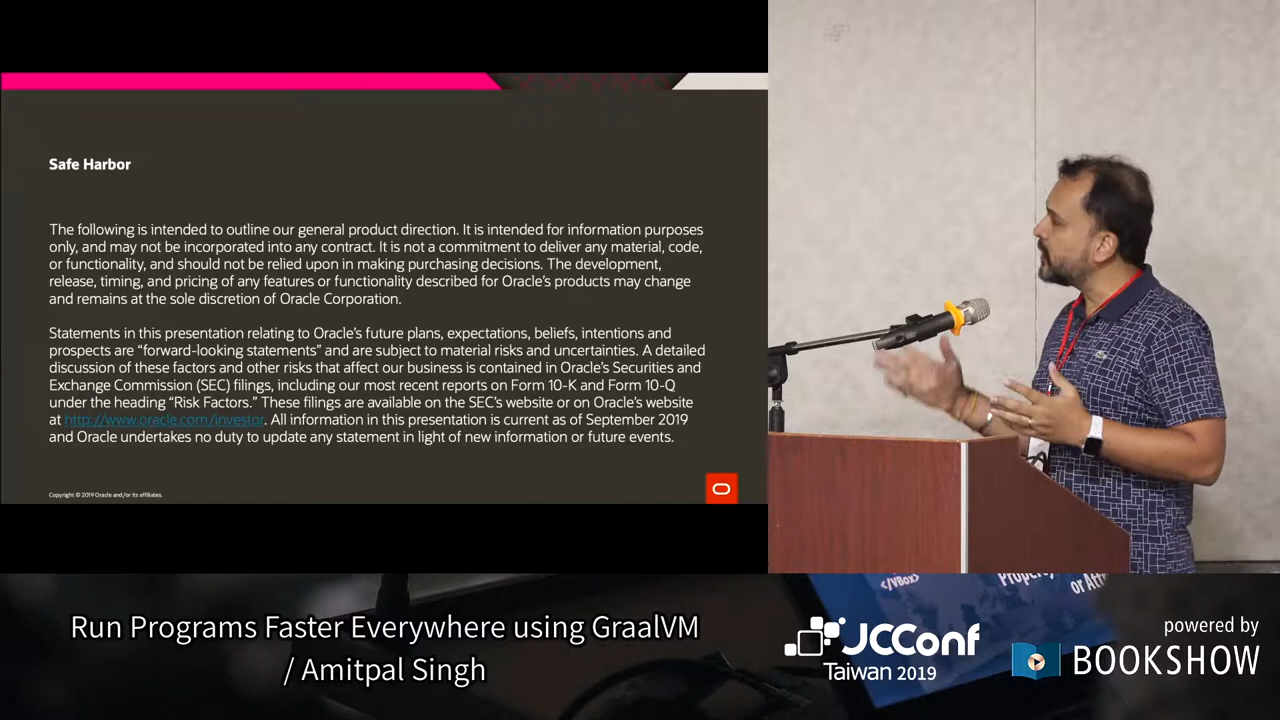 Safe Harbor
The following is intended to outline our general product direction. It is intended for information purposes
only, and may not be incorporated into any contract. It is not a commitment to deliver any material, code,
or functionality, and should not be relied upon in making purchasing decisions. The development,
release, timing, and pricing of any features or functionality described for Oracle’s products may change
and remains at the sole discretion of Oracle Corporation.
Statements in this presentation relating to Oracle’s future plans, expectations, beliefs, intentions and
prospects are “forward-looking statements” and are subject to material risks and uncertainties. A detailed
discussion of these factors and other risks that affect our business is contained in Oracle’s Securities and
Exchange Commission (SEC) filings, including our most recent reports on Form 10-K and Form 10-Q
under the heading “Risk Factors.” These filings are available on the SEC’s website or on Oracle’s website
at http://www.oracle.com/investor. All information in this presentation is current as of September 2019
and Oracle undertakes no duty to update any statement in light of new information or future events.
Copyright © 2019 Oracle and/or its affiliates.
</VBox>
or
Run Programs Faster Everywhere using GraalVM
/ Amitpal Singh
JCConf
Taiwan 2019
powered by
BOOKSHOW